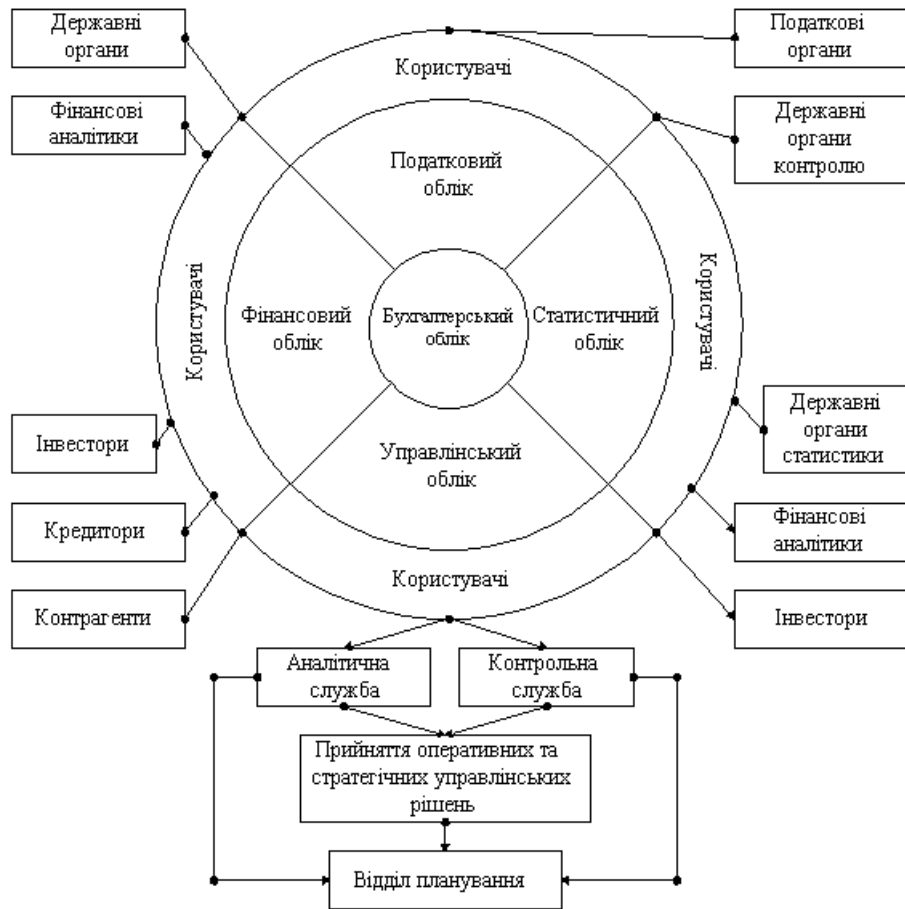 Державні
органи
Податкові
органи
Користувачі
Фінансові
аналітики
Державні
органи
контролю
Податковий
облік
Користувачі
Фінансовий
облік
Бухгалтерський
облік
Статистичний
облік
Користувачі
Інвестори
Управлінський
облік
Державні
органи
статистики
Кредитори
Фінансові
аналітики
Контрагенти
Користувачі
Інвестори
Аналітична
служба
Контрольна
служба
Прийняття оперативних та
стратегічних управлінських
рішень
Відділ планування